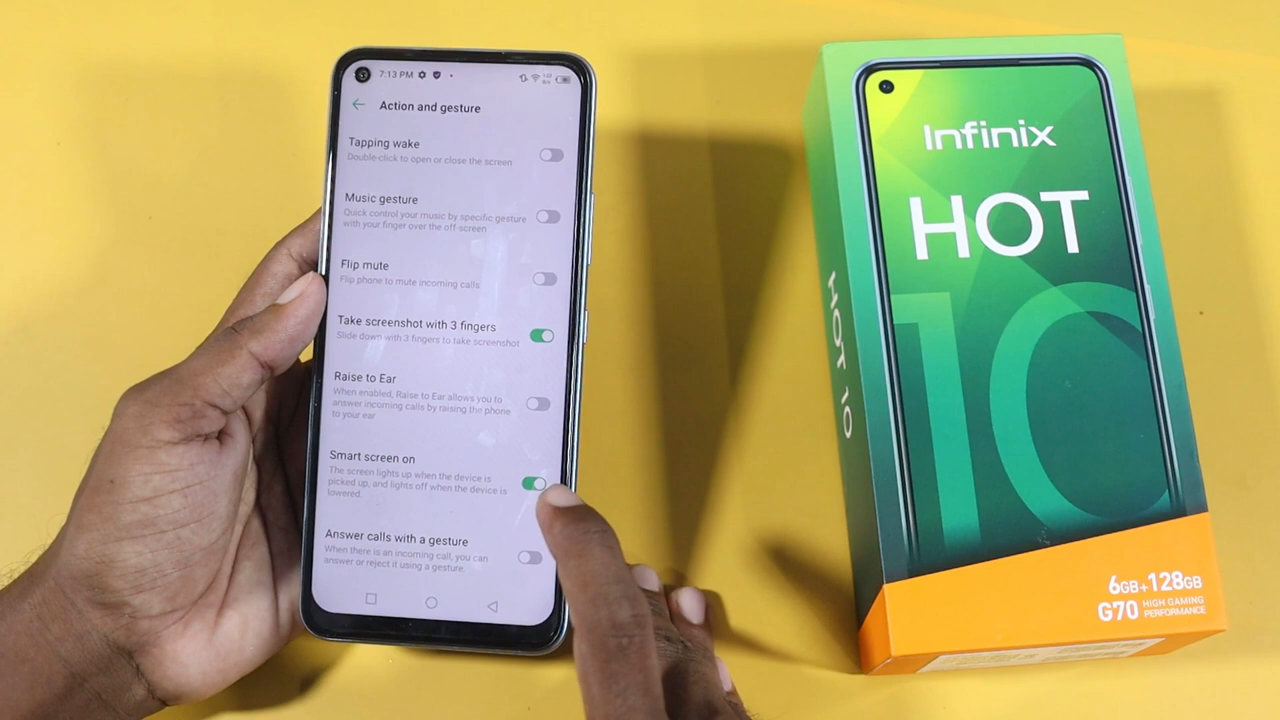 7:13 PM
Action and gesture
Tapping wake
Double-click to open or close the screen
Music gesture
Quick control your music by specific gesture
with your finger over the off-screen
Flip mute
Flip phone to mute incoming calls
Take screenshot with 3 fingers
Slide down with 3 fingers to take screenshot
Raise to Ear
When enabled, Raise to Ear allows you to
answer incoming calls by raising the phone
to your ear
Smart screen on
The screen lights up when the device is
picked up, and lights off when the device is
lowered.
Answer calls with a gesture
When there is an incoming call, you can
answer or reject it using a gesture.
Infinix
HOT
10
HOT 10
6GB+128GB
G70 HIGH GAMING
PERFORMANCE